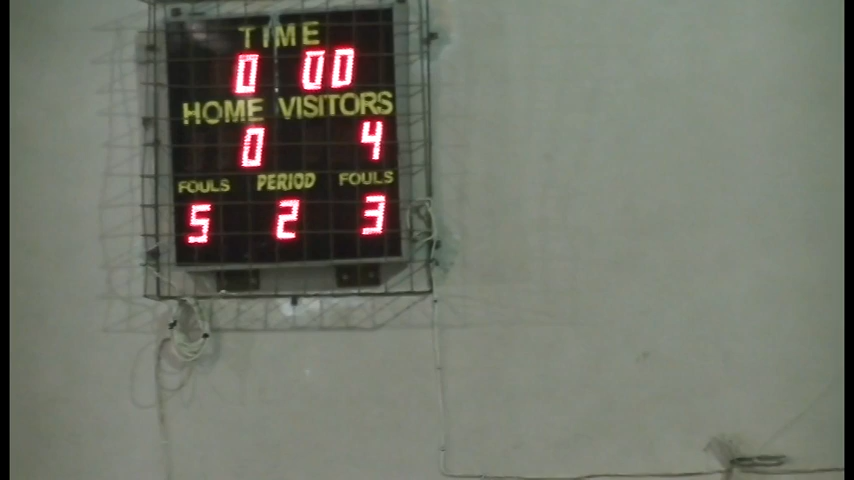 TIME
0 00
HOME VISITORS
0 4
FOULS PERIOD FOULS
5 2 3